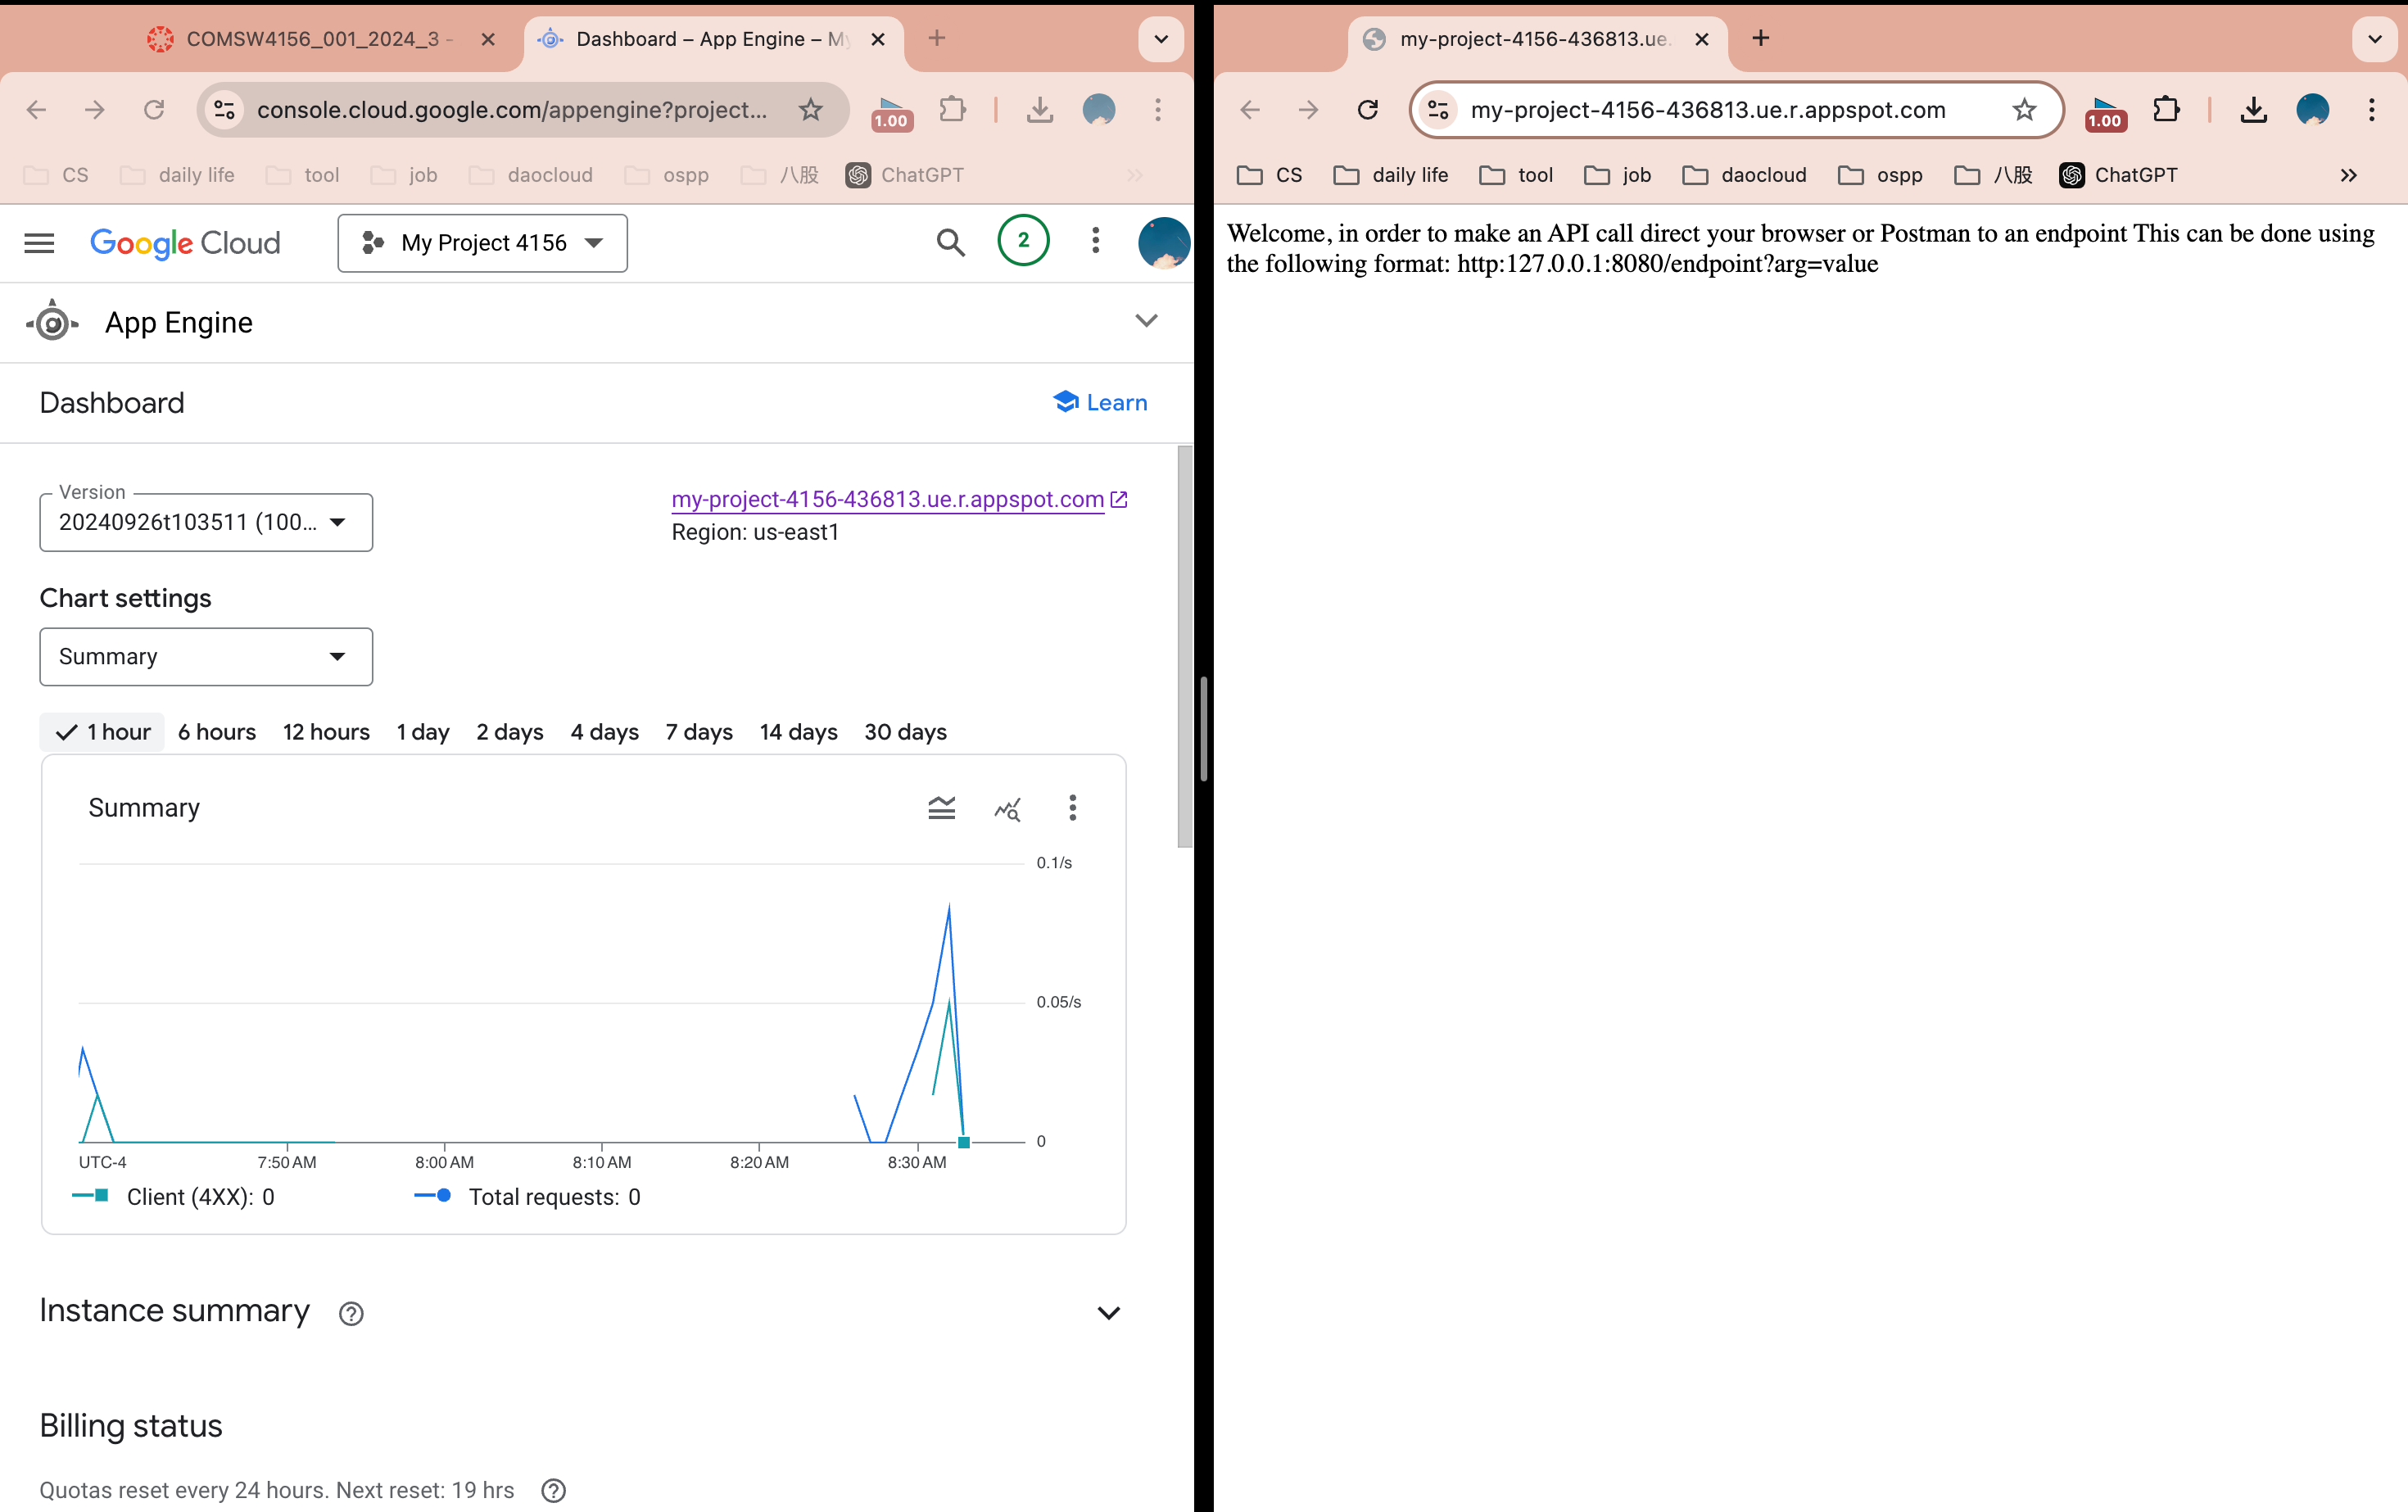 COMSW4156_001_2024_3 -
Dashboard – App Engine – My
console.cloud.google.com/appengine?project...
1.00
CS
daily life
tool
job
daocloud
ospp
八股
ChatGPT
Google Cloud
My Project 4156
2
App Engine
Dashboard
Learn
Version
20240926t103511 (100...
my-project-4156-436813.ue.r.appspot.com
Region: us-east1
Chart settings
Summary
1 hour 6 hours 12 hours 1 day 2 days 4 days 7 days 14 days 30 days
Summary
0.1/s
0.05/s
0
UTC-4 7:50 AM 8:00 AM 8:10 AM 8:20 AM 8:30 AM
Client (4XX): 0 Total requests: 0
Instance summary
Billing status
Quotas reset every 24 hours. Next reset: 19 hrs
my-project-4156-436813.ue.
my-project-4156-436813.ue.r.appspot.com
1.00
CS
daily life
tool
job
daocloud
ospp
八股
ChatGPT
Welcome, in order to make an API call direct your browser or Postman to an endpoint This can be done using
the following format: http:127.0.0.1:8080/endpoint?arg=value